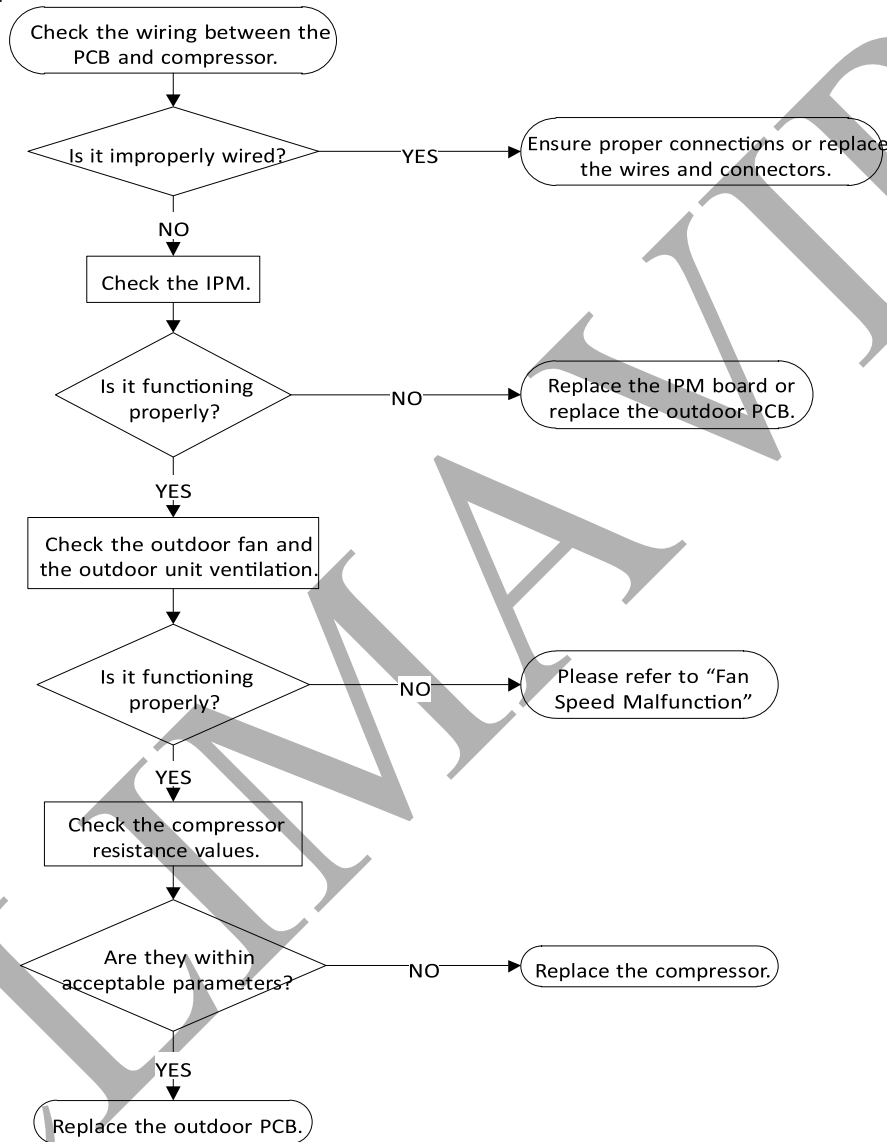 Check the wiring between the
PCB and compressor.
Is it improperly wired?
YES
Ensure proper connections or replace
the wires and connectors.
NO
Check the IPM.
Is it functioning
properly?
NO
Replace the IPM board or
replace the outdoor PCB.
YES
Check the outdoor fan and
the outdoor unit ventilation.
Is it functioning
properly?
NO
Please refer to “Fan
Speed Malfunction”
YES
Check the compressor
resistance values.
Are they within
acceptable parameters?
NO
Replace the compressor.
YES
Replace the outdoor PCB.
LIMA VI